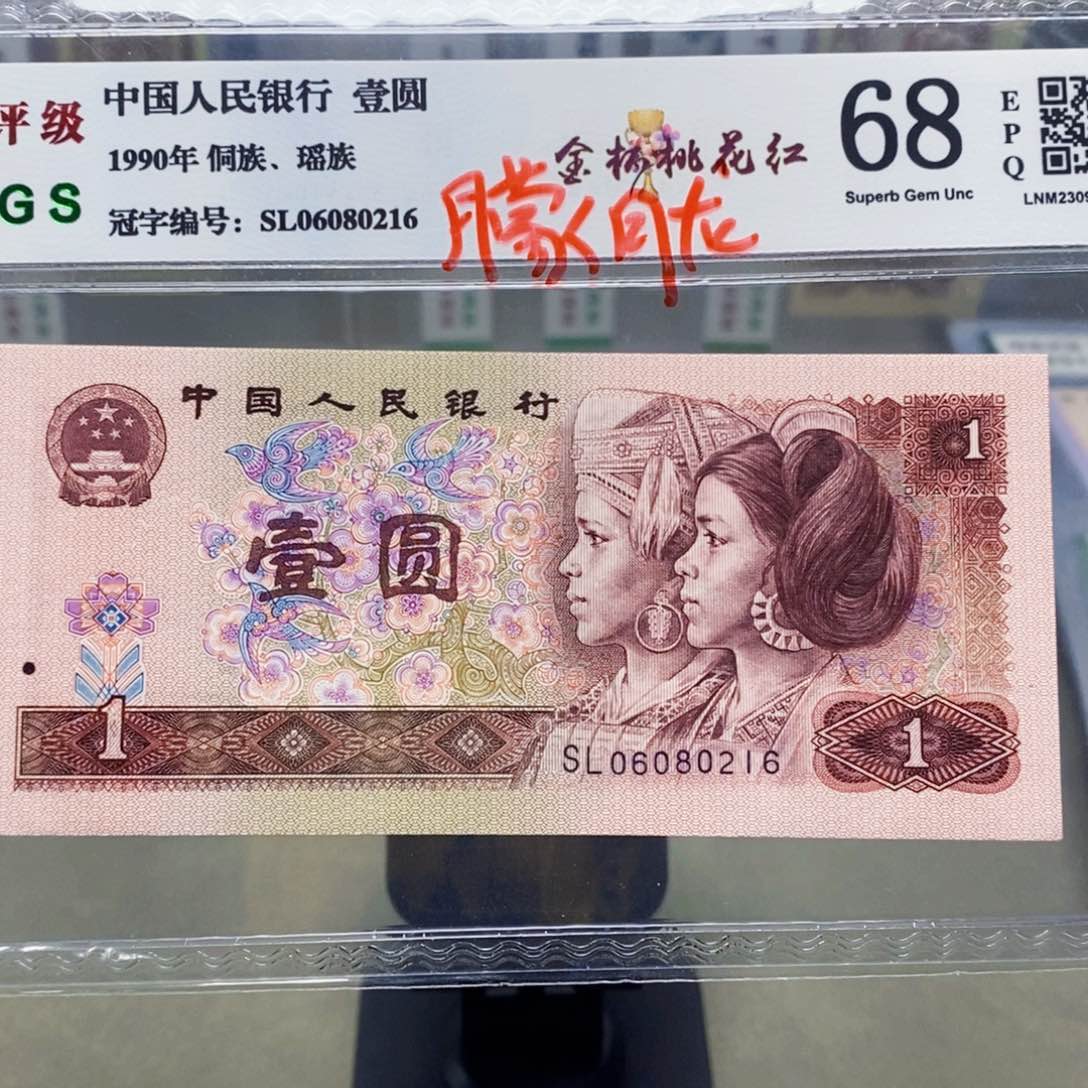 评级
GS
中国人民银行 壹圆
1990年 侗族、瑶族
冠字编号：SL06080216
金杯桃花红
68
Superb Gem Unc
EPQ
LNM2309
中国人民银行
壹圆
1
1
SL06080216
1